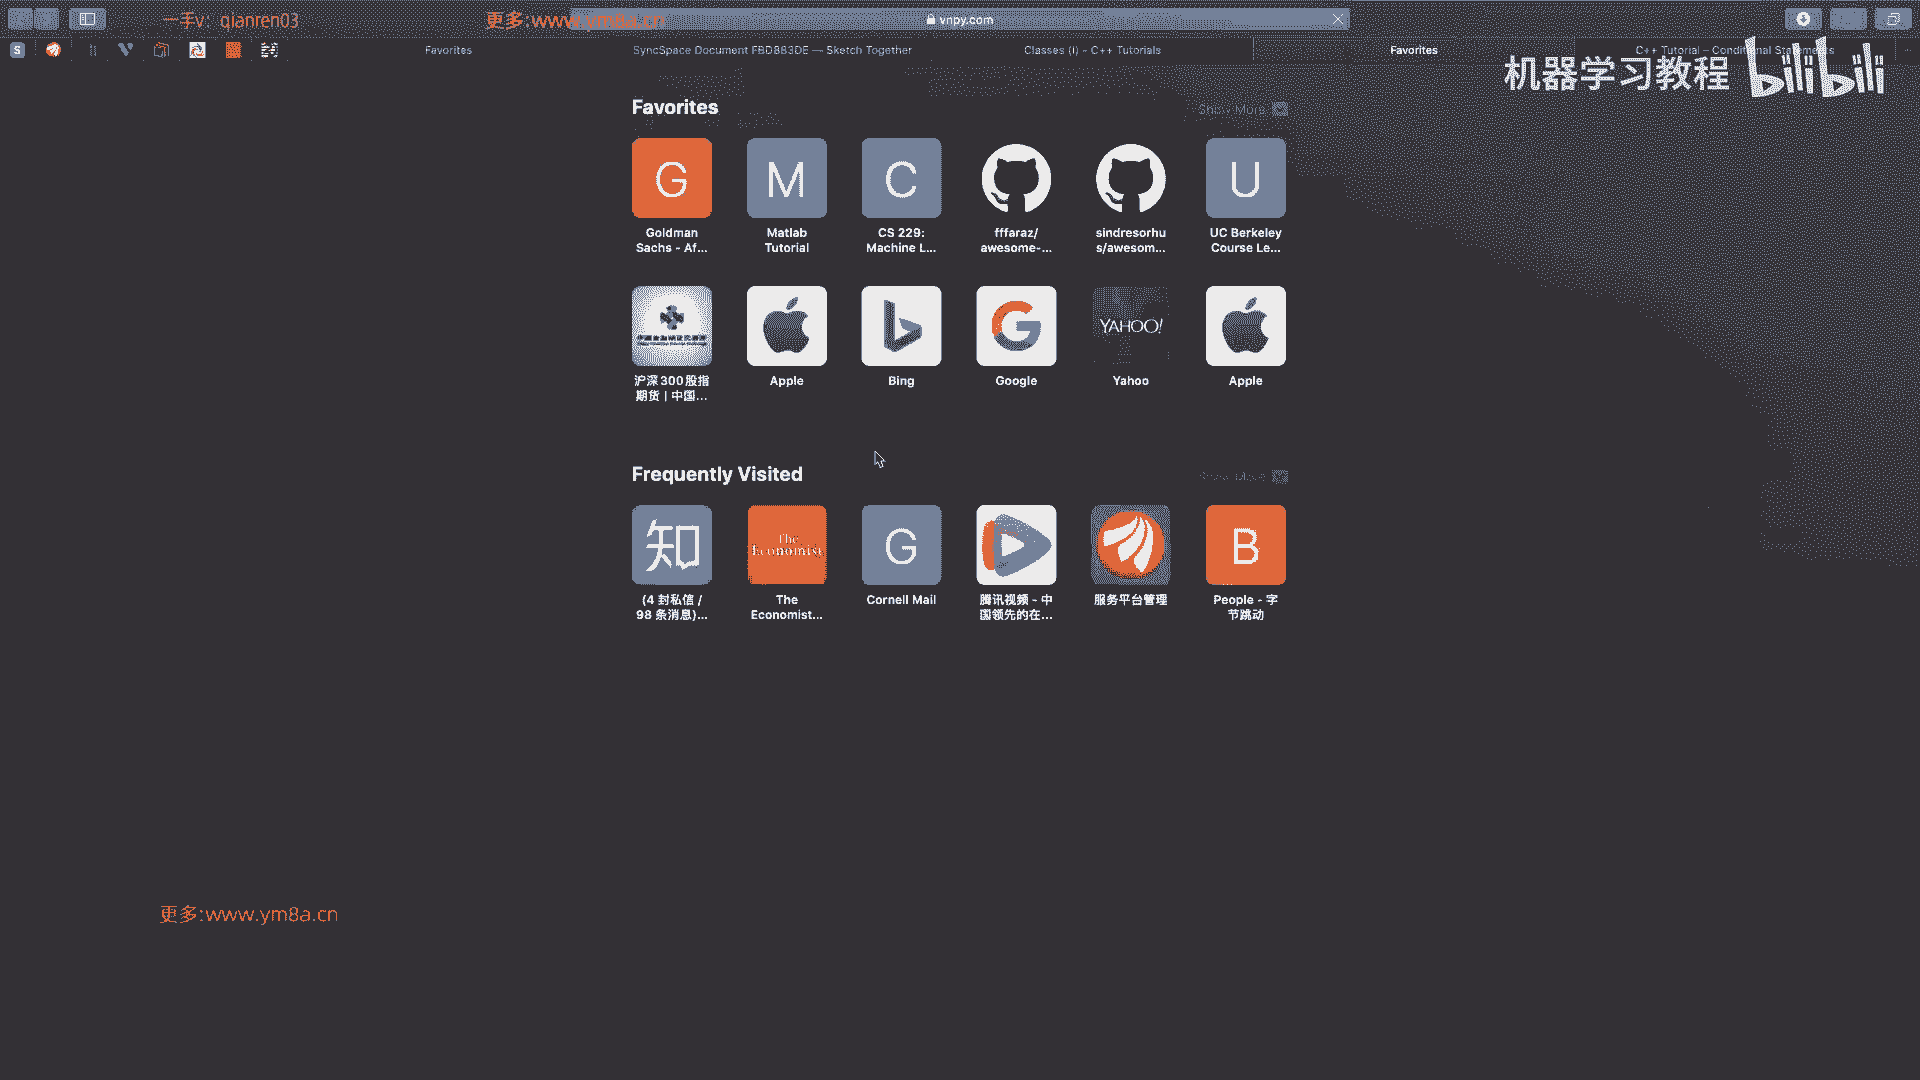 一手v：qianren03
更多:www.ym8a.cn
vnpy.com
S
Favorites
SyncSpace Document FBD883DE — Sketch Together
Classes (I) - C++ Tutorials
Favorites
C++ Tutorial – Conditional Statements
机器学习教程 bilibili
Favorites
Show More
G
M
C
U
Goldman
Sachs - Af...
Matlab
Tutorial
CS 229:
Machine L...
fffaraz/
awesome-...
sindresorhu
s/awesom...
UC Berkeley
Course Le...
YAHOO!
沪深300股指
期货 | 中国...
Apple
Bing
Google
Yahoo
Apple
Frequently Visited
Show More
知
The
Economist
G
B
(4 封私信 /
98 条消息)...
The
Economist...
Cornell Mail
腾讯视频 - 中
国领先的在...
服务平台管理
People - 字
节跳动
更多:www.ym8a.cn